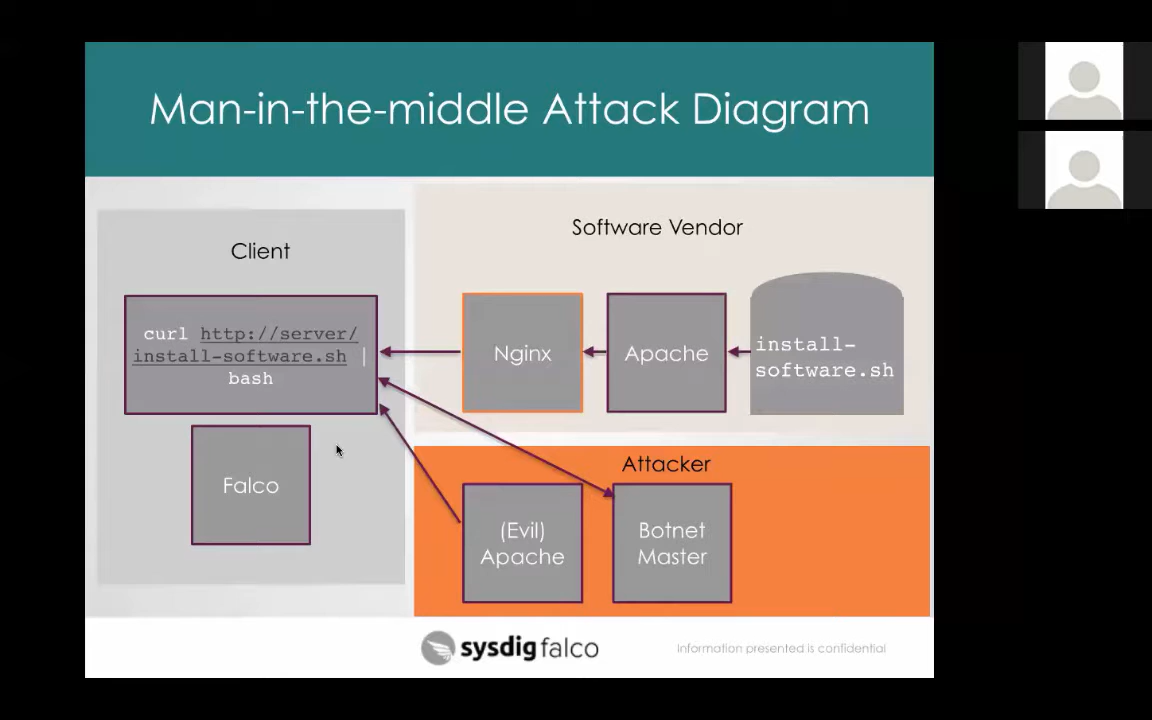 Man-in-the-middle Attack Diagram
Software Vendor
Client
curl http://server/
install-software.sh |
bash
Nginx
Apache
install-
software.sh
Falco
Attacker
(Evil)
Apache
Botnet
Master
sysdig falco
Information presented is confidential